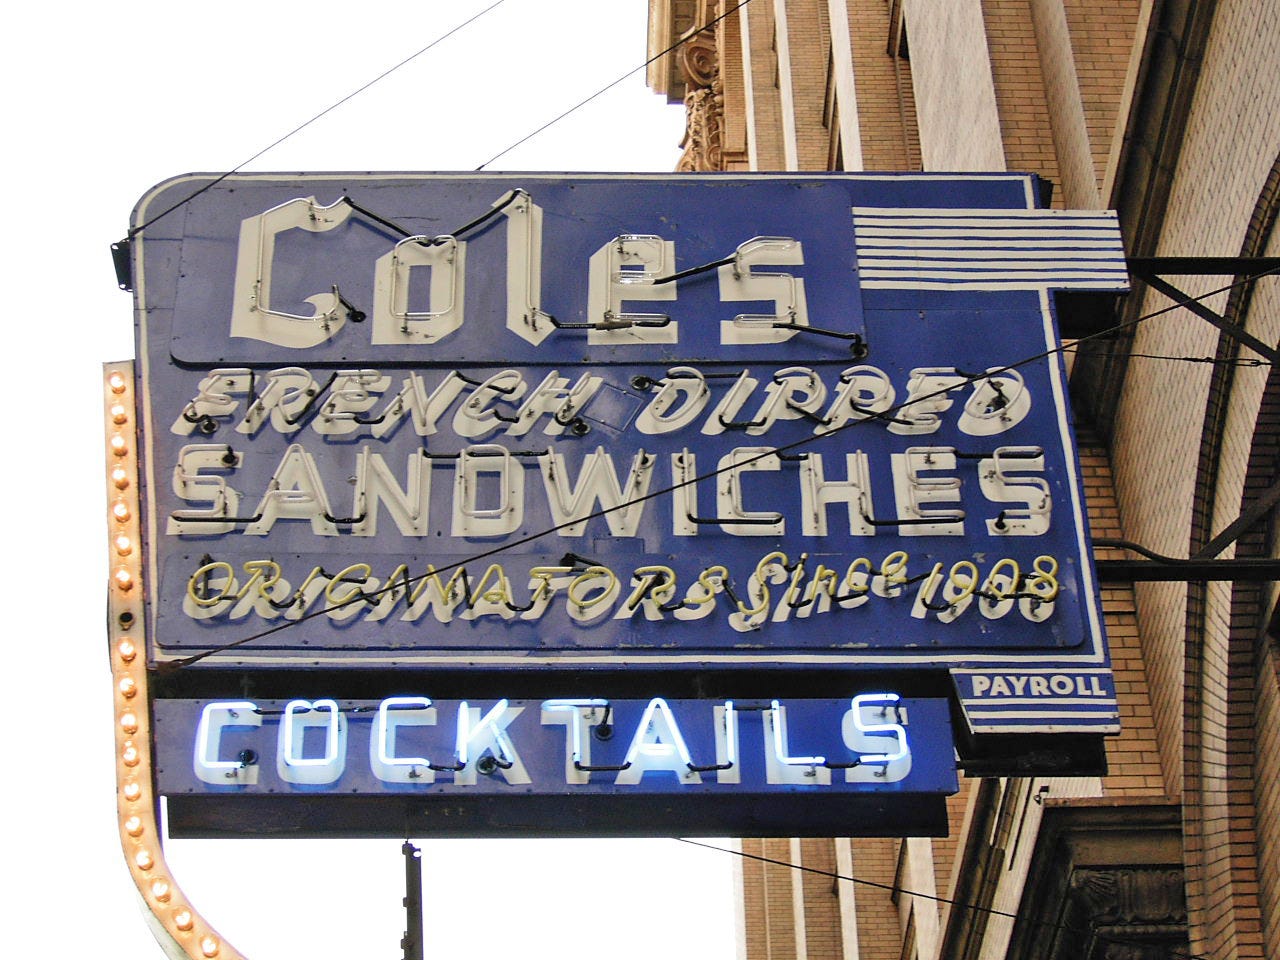 Coles
FRENCH DIPPED
SANDWICHES
ORIGINATORS Since 1908
PAYROLL
COCKTAILS